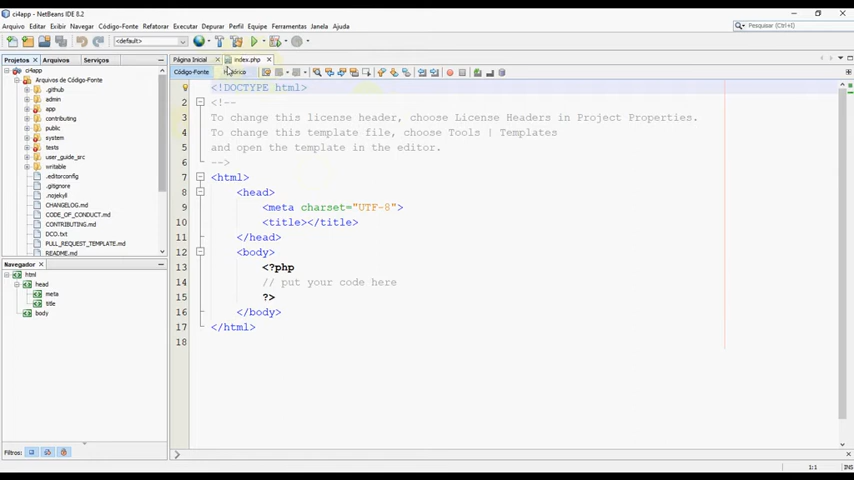 ci4app - NetBeans IDE 8.2
Arquivo Editar Exibir Navegar Código-Fonte Refatorar Executar Depurar Perfil Equipe Ferramentas Janela Ajuda
Pesquisar (Ctrl+I)
<default>
Projetos Arquivos Serviços
Página Inicial index.php
Código-Fonte Histórico
ci4app
Arquivos de Código-Fonte
.github
admin
app
contributing
public
system
tests
user_guide_src
writable
.editorconfig
.gitignore
.nojekyll
CHANGELOG.md
CODE_OF_CONDUCT.md
CONTRIBUTING.md
DCO.txt
PULL_REQUEST_TEMPLATE.md
README.md
Navegador
html
head
meta
title
body
Filtros:
1 <!DOCTYPE html>
2 <!--
3 To change this license header, choose License Headers in Project Properties.
4 To change this template file, choose Tools | Templates
5 and open the template in the editor.
6 -->
7 <html>
8 <head>
9 <meta charset="UTF-8">
10 <title></title>
11 </head>
12 <body>
13 <?php
14 // put your code here
15 ?>
16 </body>
17 </html>
18
1:1 INS